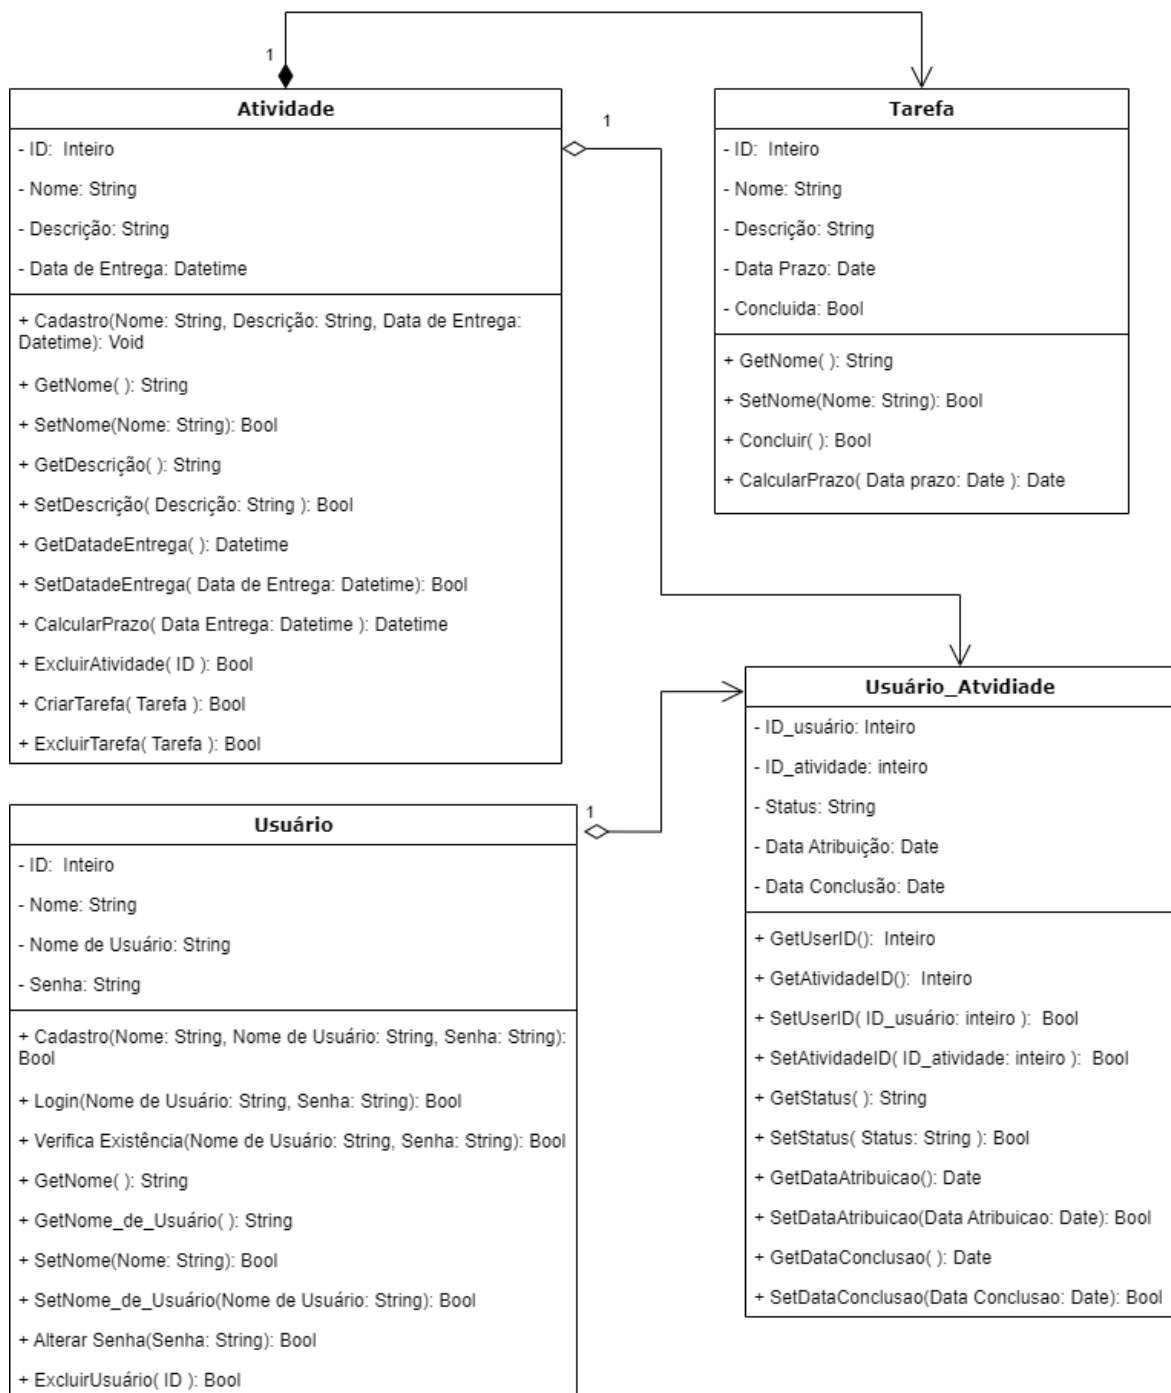 1
Atividade
- ID:  Inteiro
- Nome: String
- Descrição: String
- Data de Entrega: Datetime
+ Cadastro(Nome: String, Descrição: String, Data de Entrega:
Datetime): Void
+ GetNome( ): String
+ SetNome(Nome: String): Bool
+ GetDescrição( ): String
+ SetDescrição( Descrição: String ): Bool
+ GetDatadeEntrega( ): Datetime
+ SetDatadeEntrega( Data de Entrega: Datetime): Bool
+ CalcularPrazo( Data Entrega: Datetime ): Datetime
+ ExcluirAtividade( ID ): Bool
+ CriarTarefa( Tarefa ): Bool
+ ExcluirTarefa( Tarefa ): Bool
1
Tarefa
- ID:  Inteiro
- Nome: String
- Descrição: String
- Data Prazo: Date
- Concluida: Bool
+ GetNome( ): String
+ SetNome(Nome: String): Bool
+ Concluir( ): Bool
+ CalcularPrazo( Data prazo: Date ): Date
Usuário
- ID:  Inteiro
- Nome: String
- Nome de Usuário: String
- Senha: String
+ Cadastro(Nome: String, Nome de Usuário: String, Senha: String):
Bool
+ Login(Nome de Usuário: String, Senha: String): Bool
+ Verifica Existência(Nome de Usuário: String, Senha: String): Bool
+ GetNome( ): String
+ GetNome_de_Usuário( ): String
+ SetNome(Nome: String): Bool
+ SetNome_de_Usuário(Nome de Usuário: String): Bool
+ Alterar Senha(Senha: String): Bool
+ ExcluirUsuário( ID ): Bool
1
Usuário_Atvidiade
- ID_usuário: Inteiro
- ID_atividade: inteiro
- Status: String
- Data Atribuição: Date
- Data Conclusão: Date
+ GetUserID():  Inteiro
+ GetAtividadeID():  Inteiro
+ SetUserID( ID_usuário: inteiro ):  Bool
+ SetAtividadeID( ID_atividade: inteiro ):  Bool
+ GetStatus( ): String
+ SetStatus( Status: String ): Bool
+ GetDataAtribuicao(): Date
+ SetDataAtribuicao(Data Atribuicao: Date): Bool
+ GetDataConclusao( ): Date
+ SetDataConclusao(Data Conclusao: Date): Bool